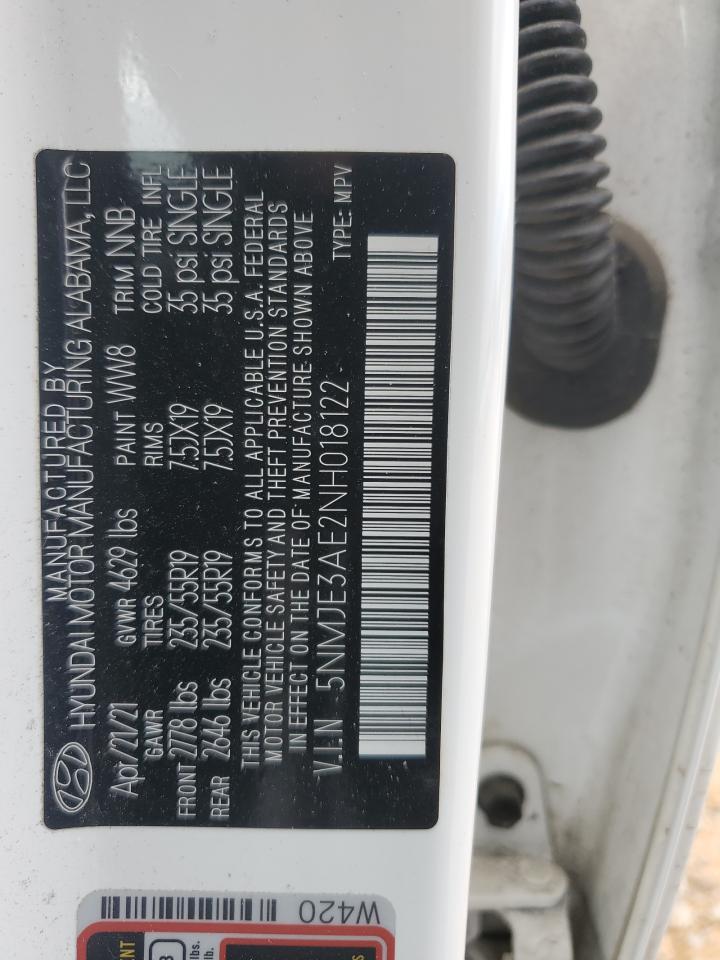 MANUFACTURED BY
HYUNDAI MOTOR MANUFACTURING ALABAMA, LLC
Apr/21/21 GVWR 4629 lbs PAINT WW8 TRIM NNB
GAWR TIRES RIMS COLD TIRE INFL
FRONT 2778 lbs 235/55R19 7.5JX19 35 psi SINGLE
REAR 2646 lbs 235/55R19 7.5JX19 35 psi SINGLE
THIS VEHICLE CONFORMS TO ALL APPLICABLE U.S.A. FEDERAL
MOTOR VEHICLE SAFETY AND THEFT PREVENTION STANDARDS
IN EFFECT ON THE DATE OF MANUFACTURE SHOWN ABOVE
V.I.N 5NMJE3AE2NH018122 TYPE: MPV
W420
lbs.
lb.